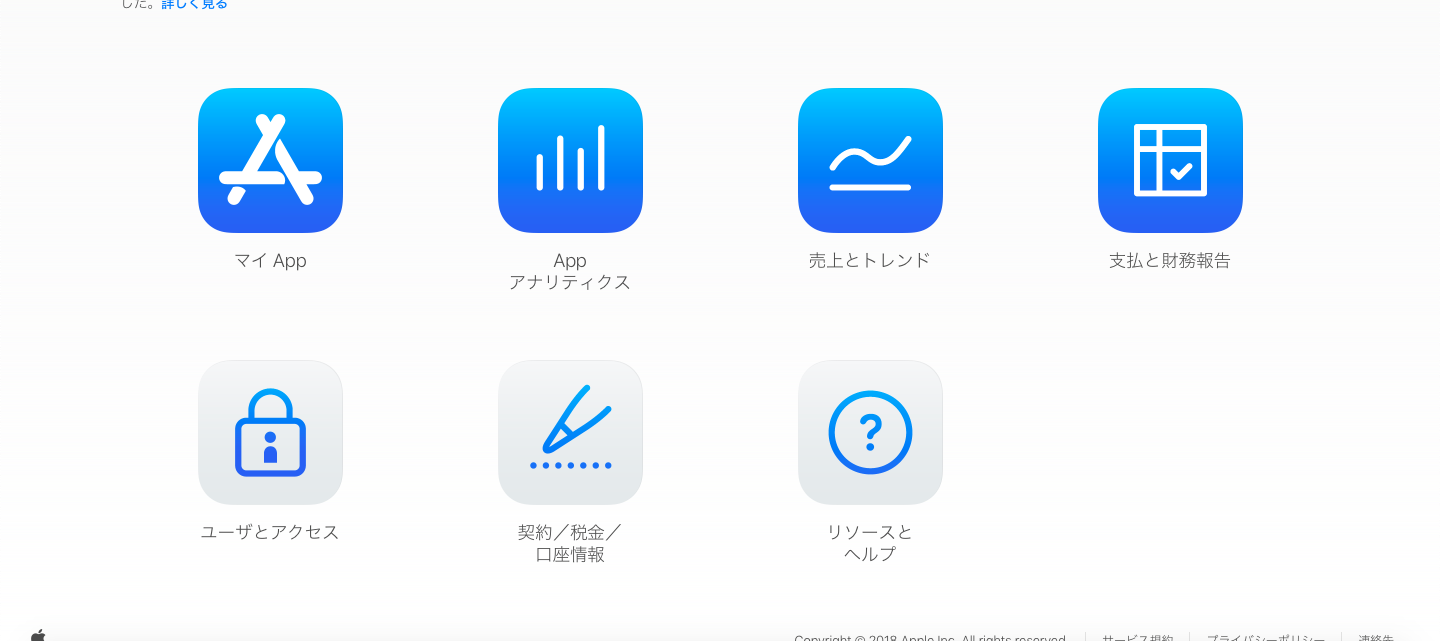 した。詳しく見る
マイ App
App
アナリティクス
売上とトレンド
支払と財務報告
ユーザとアクセス
契約／税金／
口座情報
リソースと
ヘルプ
Copyright © 2018 Apple Inc. All rights reserved.
サービス規約
プライバシーポリシー
連絡先